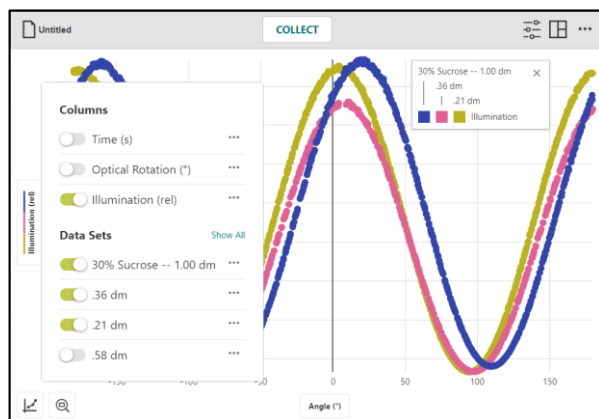 Untitled
COLLECT
•••
30% Sucrose -- 1.00 dm
×
.36 dm
.21 dm
Illumination
Columns
Time (s)
•••
Optical Rotation (°)
•••
Illumination (rel)
•••
Data Sets
Show All
30% Sucrose -- 1.00 dm
•••
.36 dm
•••
.21 dm
•••
.58 dm
•••
Illumination (rel)
-50
0
50
100
150
Angle (°)